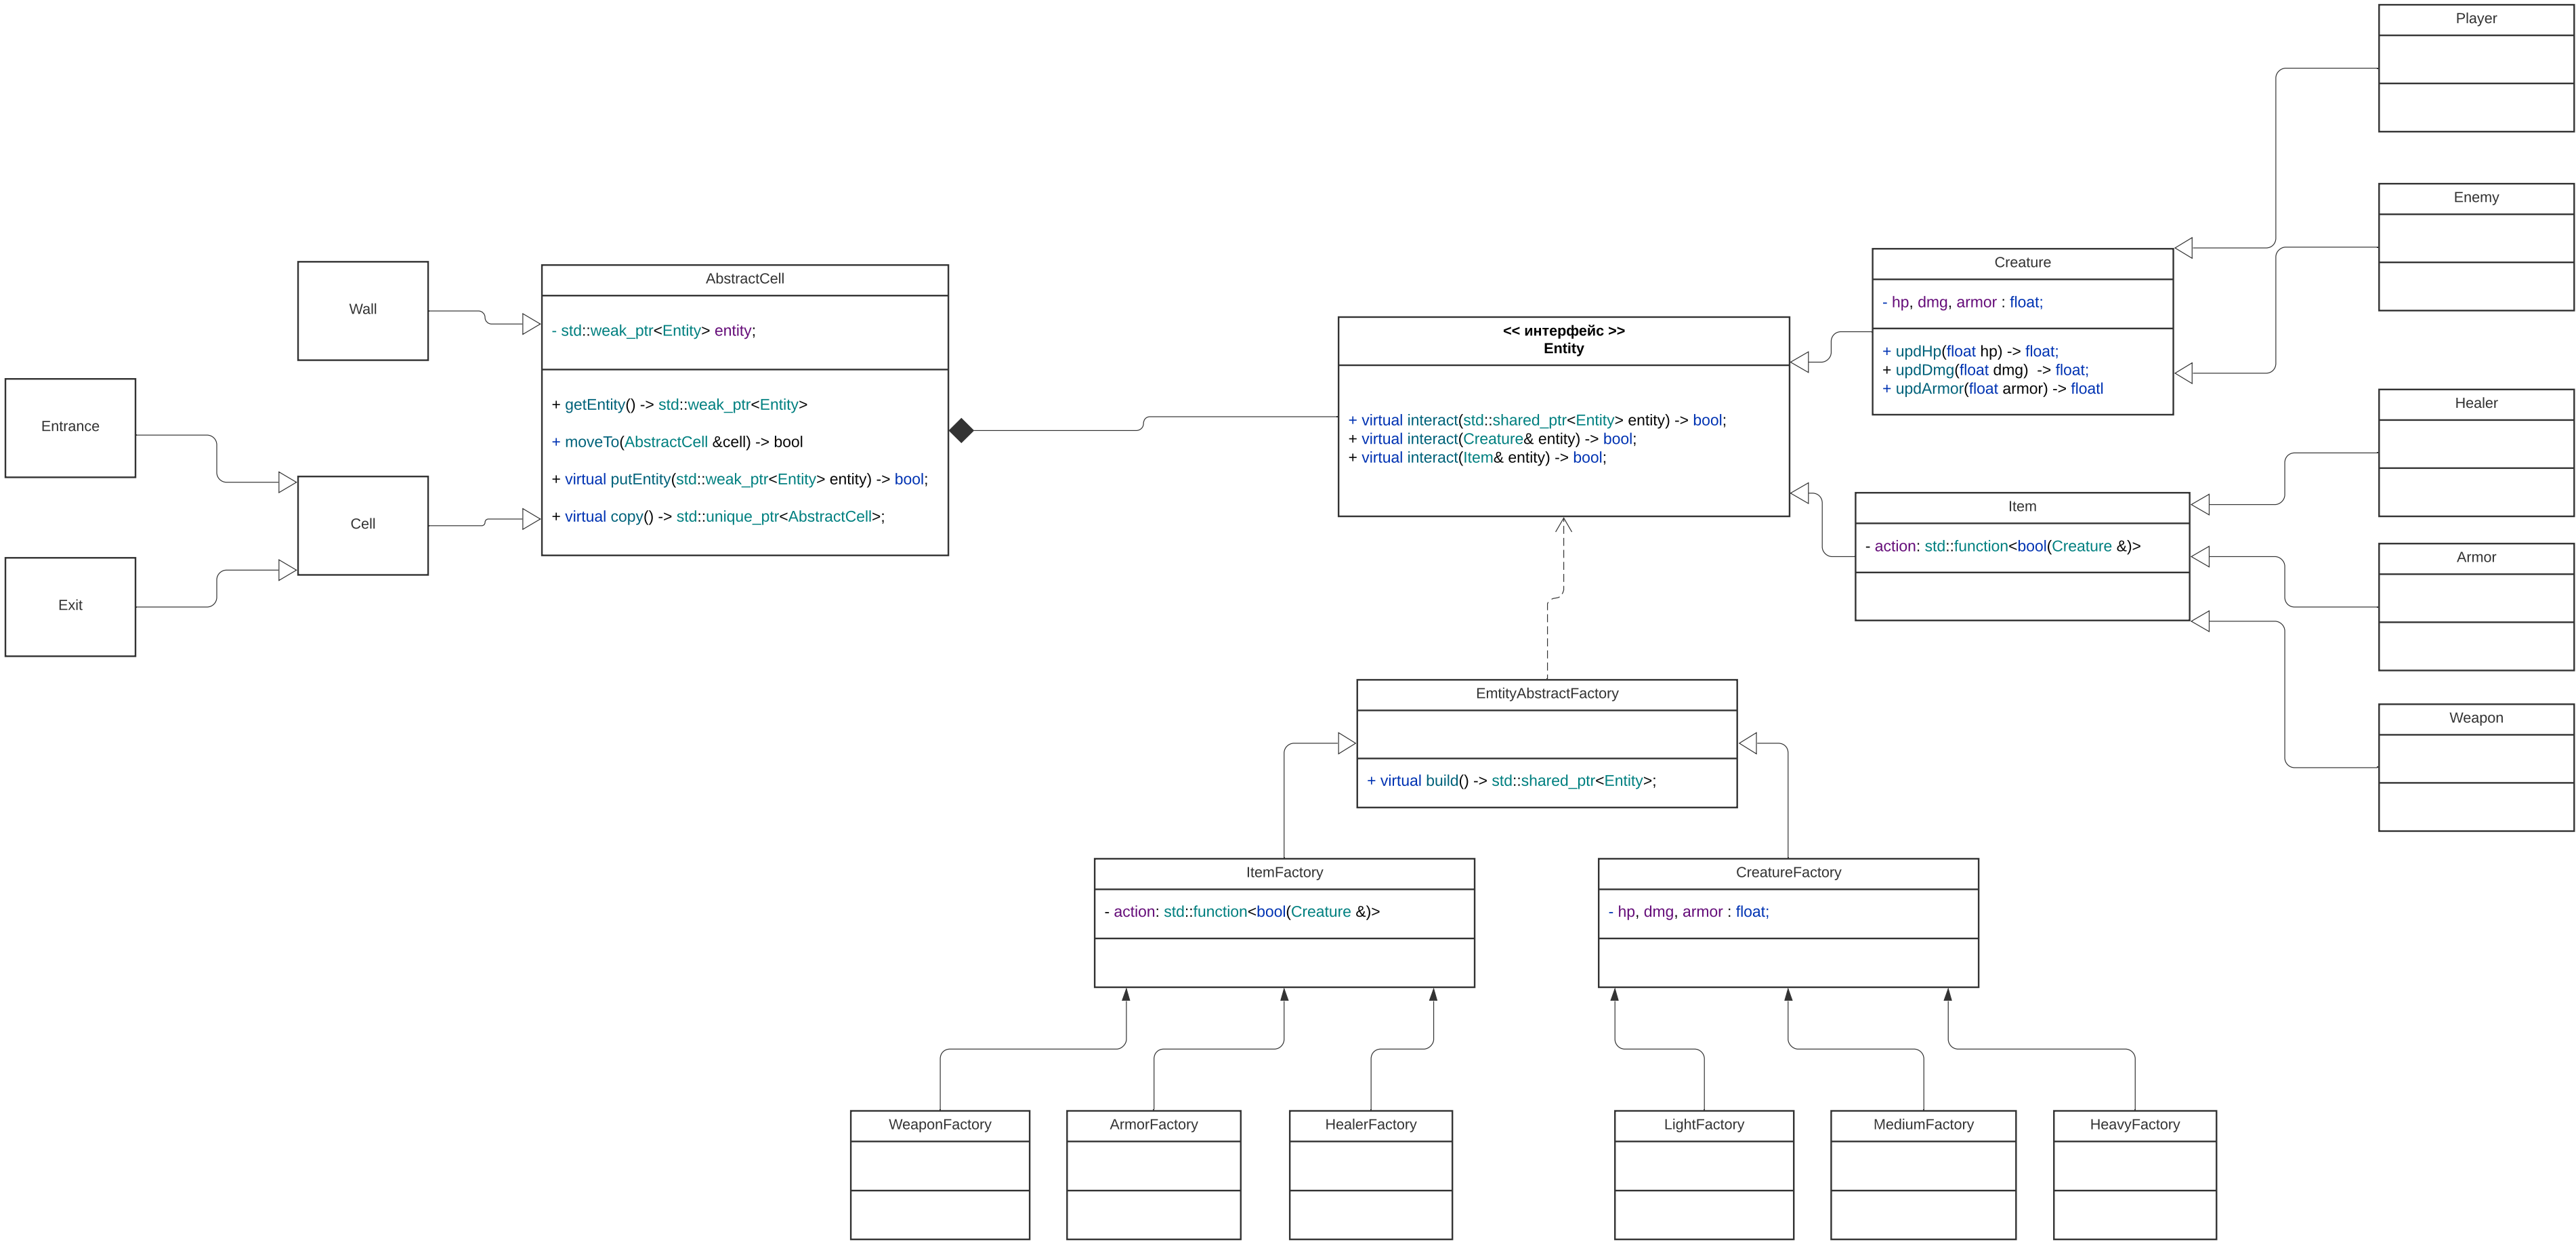 Player
Enemy
Wall
AbstractCell
- std::weak_ptr<Entity> entity;
+ getEntity() -> std::weak_ptr<Entity>
+ moveTo(AbstractCell &cell) -> bool
+ virtual putEntity(std::weak_ptr<Entity> entity) -> bool;
+ virtual copy() -> std::unique_ptr<AbstractCell>;
Entrance
Cell
Exit
<< интерфейс >>
Entity
+ virtual interact(std::shared_ptr<Entity> entity) -> bool;
+ virtual interact(Creature& entity) -> bool;
+ virtual interact(Item& entity) -> bool;
Creature
- hp, dmg, armor : float;
+ updHp(float hp) -> float;
+ updDmg(float dmg)  -> float;
+ updArmor(float armor) -> floatl
Healer
Item
- action: std::function<bool(Creature &)>
Armor
Weapon
EmtityAbstractFactory
+ virtual build() -> std::shared_ptr<Entity>;
ItemFactory
- action: std::function<bool(Creature &)>
CreatureFactory
- hp, dmg, armor : float;
WeaponFactory
ArmorFactory
HealerFactory
LightFactory
MediumFactory
HeavyFactory